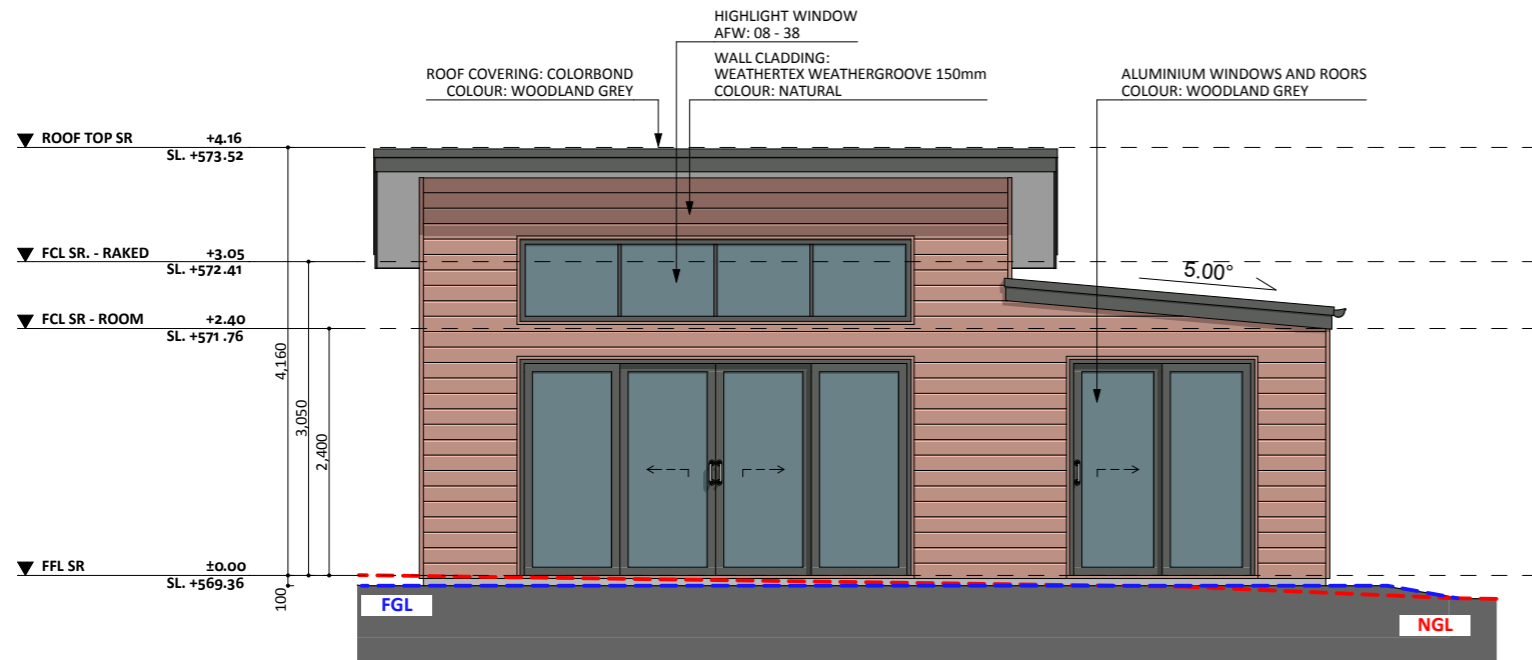 HIGHLIGHT WINDOW
AFW: 08 - 38
WALL CLADDING:
WEATHERTEX WEATHERGROOVE 150mm
COLOUR: NATURAL
ROOF COVERING: COLORBOND
COLOUR: WOODLAND GREY
ALUMINIUM WINDOWS AND ROORS
COLOUR: WOODLAND GREY
ROOF TOP SR +4.16
SL. +573.52
FCL SR. - RAKED +3.05
SL. +572.41
5.00°
FCL SR - ROOM +2.40
SL. +571.76
4,160
3,050
2,400
FFL SR ±0.00
SL. +569.36
100
FGL
NGL